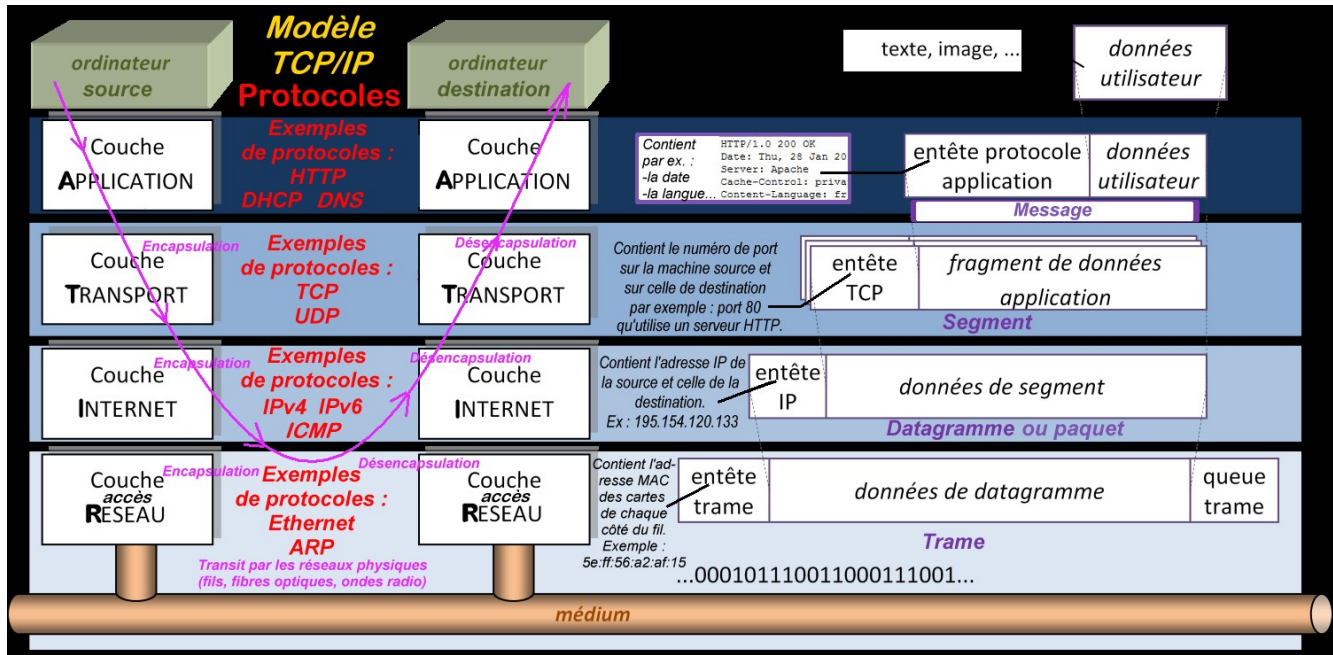 Modèle
TCP/IP
Protocoles
ordinateur
source
ordinateur
destination
texte, image, ...
données
utilisateur
Couche
APPLICATION
Exemples
de protocoles :
HTTP
DHCP DNS
Couche
APPLICATION
Contient
par ex. :
-la date
-la langue...
HTTP/1.0 200 OK
Date: Thu, 28 Jan 20
Server: Apache
Cache-Control: priva
Content-Language: fr
entête protocole
application
données
utilisateur
Message
Encapsulation
Couche
TRANSPORT
Exemples
de protocoles :
TCP
UDP
Désencapsulation
Couche
TRANSPORT
Contient le numéro de port
sur la machine source et
sur celle de destination
par exemple : port 80
qu'utilise un serveur HTTP.
entête
TCP
fragment de données
application
Segment
Encapsulation
Couche
INTERNET
Exemples
de protocoles :
IPv4 IPv6
ICMP
Désencapsulation
Couche
INTERNET
Contient l'adresse IP de
la source et celle de la
destination.
Ex : 195.154.120.133
entête
IP
données de segment
Datagramme ou paquet
Encapsulation
Couche
accès
RESEAU
Exemples
de protocoles :
Ethernet
ARP
Désencapsulation
Couche
accès
RESEAU
Contient l'ad-
resse MAC
des cartes
de chaque
côté du fil.
Exemple :
5e:ff:56:a2:af:15
entête
trame
données de datagramme
queue
trame
Trame
Transit par les réseaux physiques
(fils, fibres optiques, ondes radio)
...0001011100110001110​01...
médium